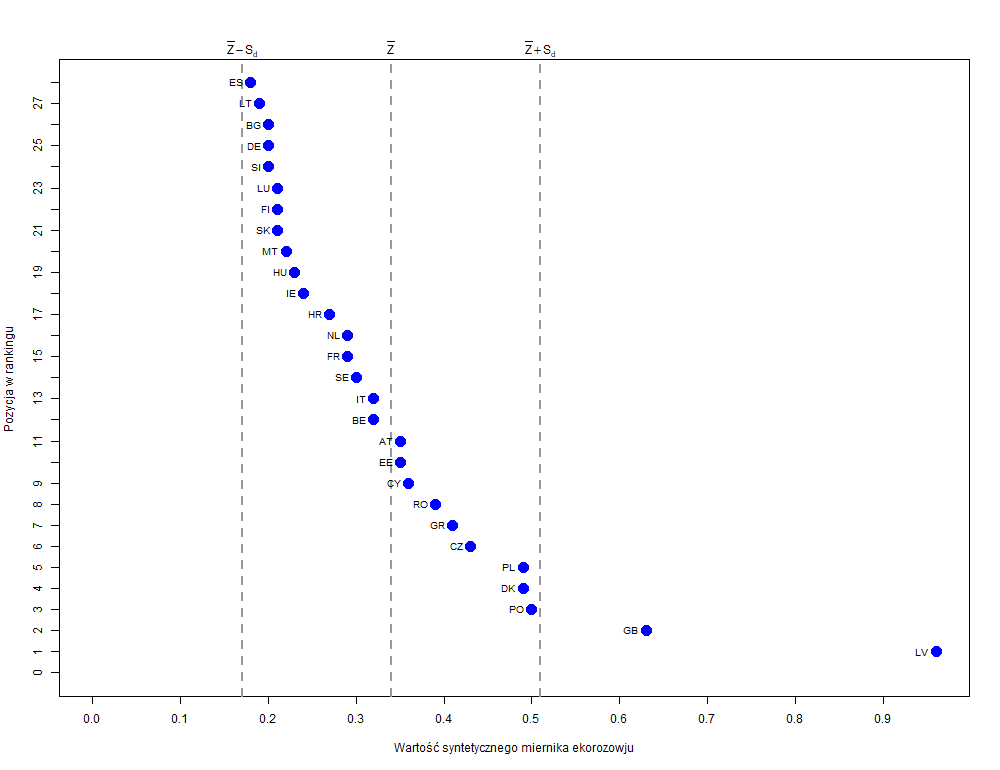 Z̅ − Sd
Z̅
Z̅ + Sd
ES
27
LT
BG
25
DE
SI
23
LU
FI
21
SK
MT
19
HU
IE
17
HR
NL
15
FR
SE
13
IT
BE
11
AT
EE
9
CY
8
RO
7
GR
6
CZ
5
PL
4
DK
3
PO
2
GB
1
LV
0
Pozycja w rankingu
0.0 0.1 0.2 0.3 0.4 0.5 0.6 0.7 0.8 0.9
Wartość syntetycznego miernika ekorozowju